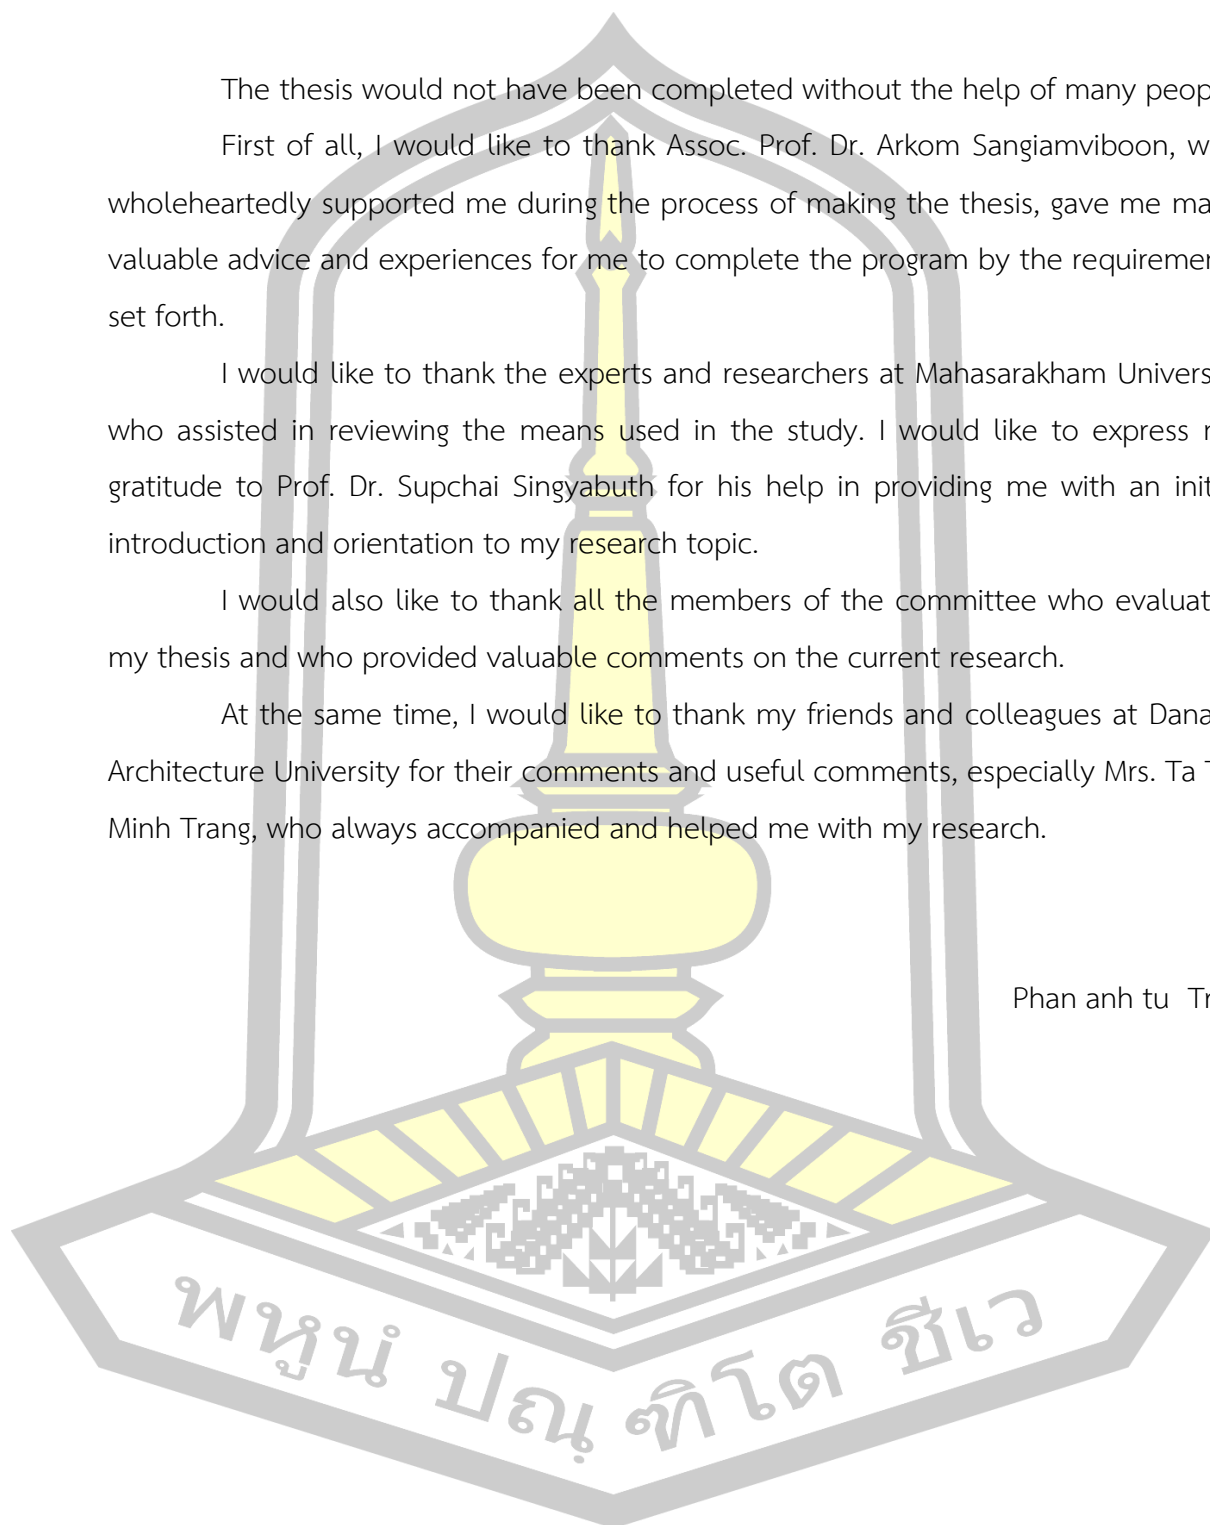 The thesis would not have been completed without the help of many peop
First of all, I would like to thank Assoc. Prof. Dr. Arkom Sangiamviboon, w
wholeheartedly supported me during the process of making the thesis, gave me ma
valuable advice and experiences for me to complete the program by the requiremen
set forth.
I would like to thank the experts and researchers at Mahasarakham Univers
who assisted in reviewing the means used in the study. I would like to express
gratitude to Prof. Dr. Supchai Singyabuth for his help in providing me with an init
introduction and orientation to my research topic.
I would also like to thank all the members of the committee who evaluat
my thesis and who provided valuable comments on the current research.
At the same time, I would like to thank my friends and colleagues at Dana
Architecture University for their comments and useful comments, especially Mrs. Ta T
Minh Trang, who always accompanied and helped me with my research.
Phan anh tu Tr
พหูนํ ปณฺฑิโต ชีเว